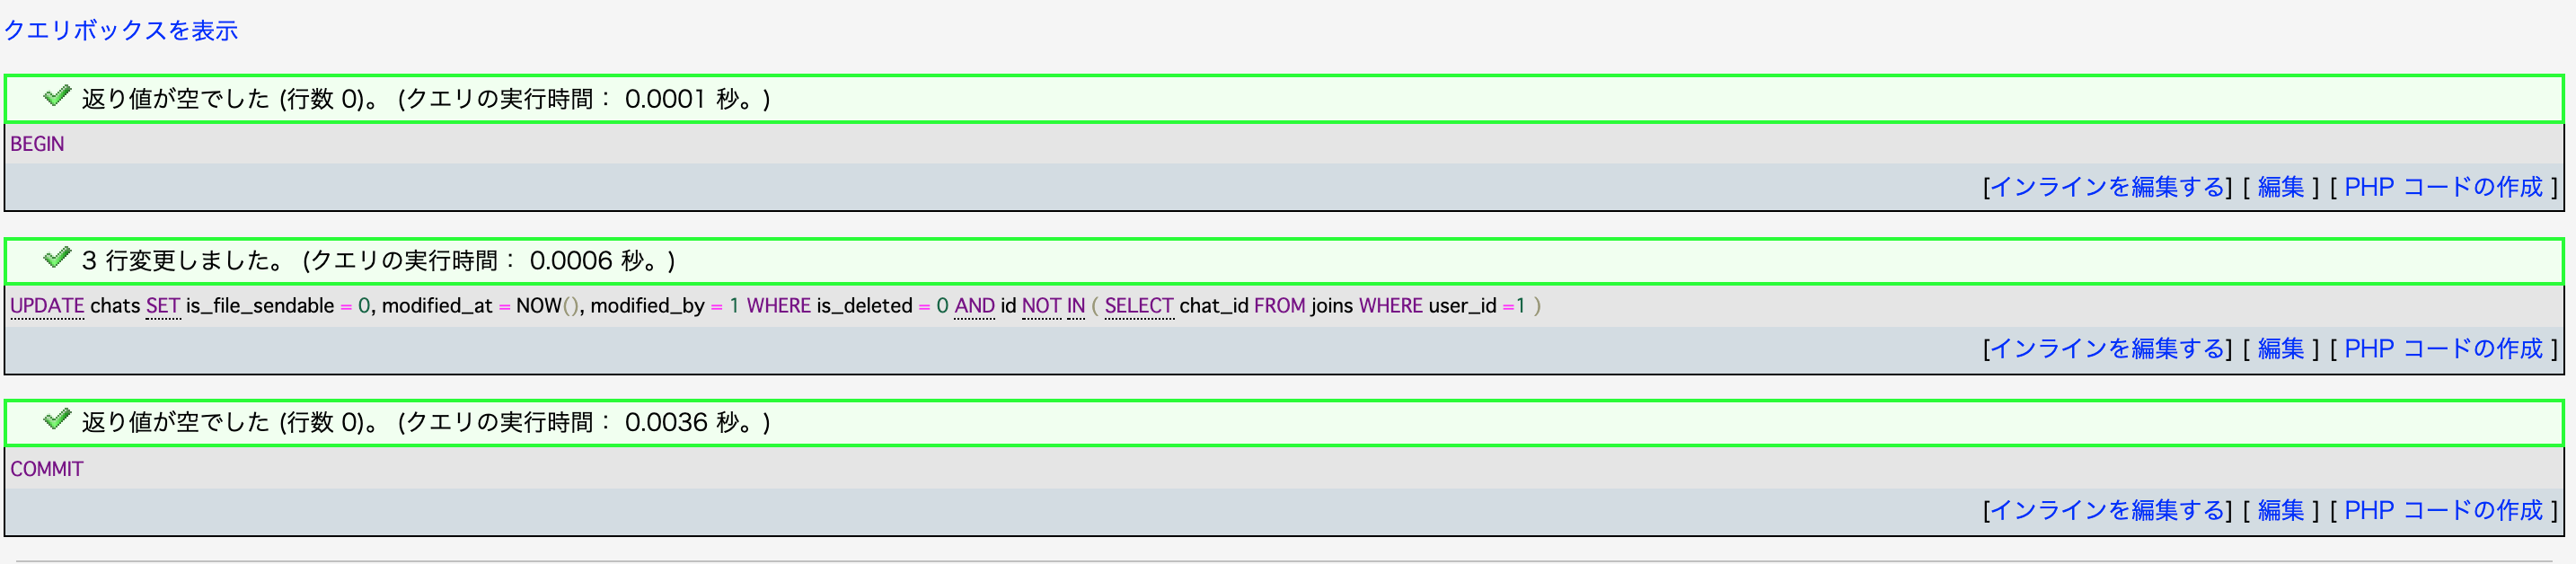 クエリボックスを表示
返り値が空でした (行数 0)。 (クエリの実行時間： 0.0001 秒。)
BEGIN
[インラインを編集する] [ 編集 ] [ PHP コードの作成 ]
3 行変更しました。 (クエリの実行時間： 0.0006 秒。)
UPDATE chats SET is_file_sendable = 0, modified_at = NOW(), modified_by = 1 WHERE is_deleted = 0 AND id NOT IN ( SELECT chat_id FROM joins WHERE user_id =1 )
[インラインを編集する] [ 編集 ] [ PHP コードの作成 ]
返り値が空でした (行数 0)。 (クエリの実行時間： 0.0036 秒。)
COMMIT
[インラインを編集する] [ 編集 ] [ PHP コードの作成 ]